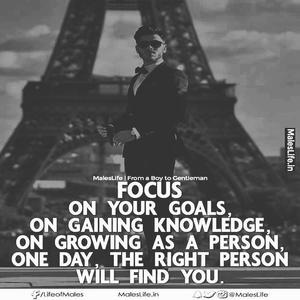 MalesLife.in
MalesLife | From a Boy to Gentleman
FOCUS
ON YOUR GOALS,
ON GAINING KNOWLEDGE,
ON GROWING AS A PERSON,
ONE DAY, THE RIGHT PERSON
WILL FIND YOU.
/LifeofMales
MalesLife.in
@MalesLife